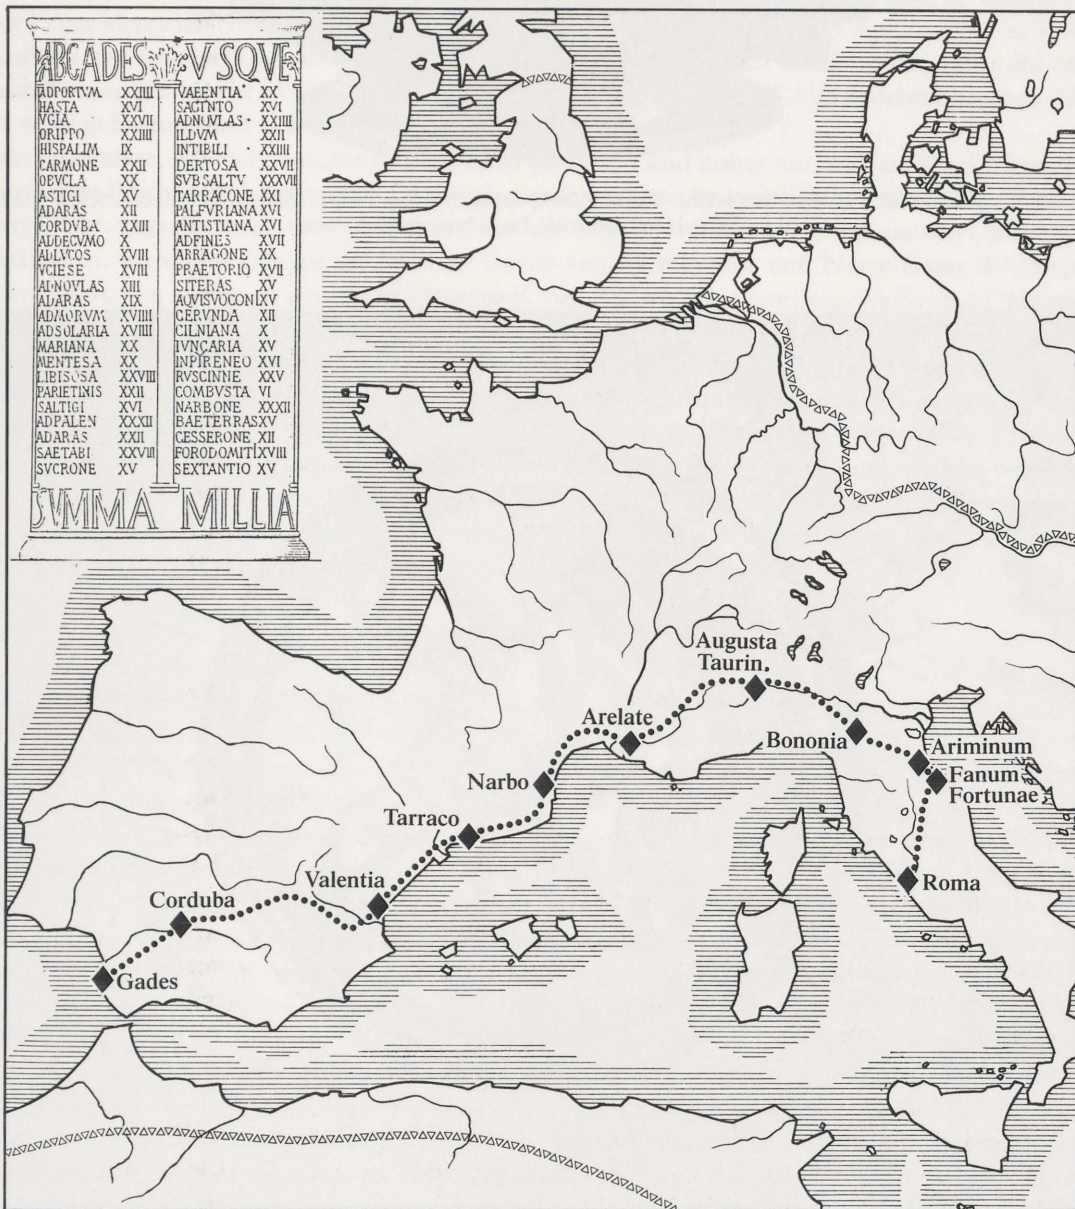 ABGADES VSQVE
ADPORTVM XXIIII
HASTA XVI
VGIA XXVII
ORIPPO XXIIII
HISPALIM IX
CARMONE XXII
OBVCLA XX
ASTIGI XV
ADARAS XII
CORDVBA XXIII
ADDECVMO X
ADLVCOS XVIII
VCIESE XVIII
ADNOVLAS XIII
ADARAS XIX
ADMORVM XVIIII
ADSOLARIA XVIIII
MARIANA XX
MENTESA XX
LIBISOSA XXVIII
PARIETINIS XXII
SALTIGI XVI
ADPALEN XXXII
ADARAS XXII
SAETABI XXVIII
SVCRONE XV
VAEENTIA XX
SAGTNTO XVI
ADNOVLAS XXIIII
ILDVM XXII
INTIBILI XXIIII
DERTOSA XXVII
SVBSALTV XXXVII
TARRACONE XXI
PALFVRIANA XVI
ANTISTIANA XVI
ADFINES XVII
ARRAGONE XX
PRAETORIO XVII
SITERAS XV
AQVISVOCON XV
GERVNDA XII
CILNIANA X
IVNCARIA XV
INPIRENEO XVI
RVSCINNE XXV
COMBVSTA VI
NARBONE XXXII
BAETERRAS XV
CESSERONE XII
FORODOMITI XVIII
SEXTANTIO XV
SVMMA MILLIA
Augusta
Taurin.
Arelate
Bononia
Ariminum
Narbo
Fanum
Fortunae
Tarraco
Valentia
Roma
Corduba
Gades